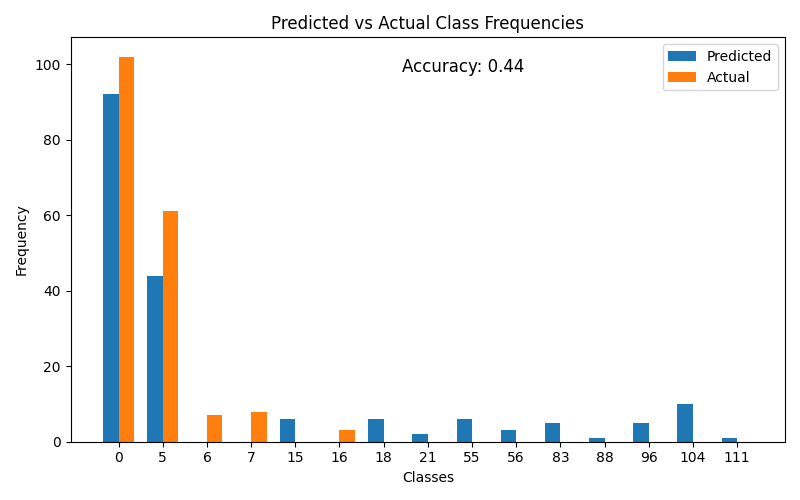 Predicted vs Actual Class Frequencies
Accuracy: 0.44
Predicted
Actual
Frequency
100
80
60
40
20
0
0 5 6 7 15 16 18 21 55 56 83 88 96 104 111
Classes